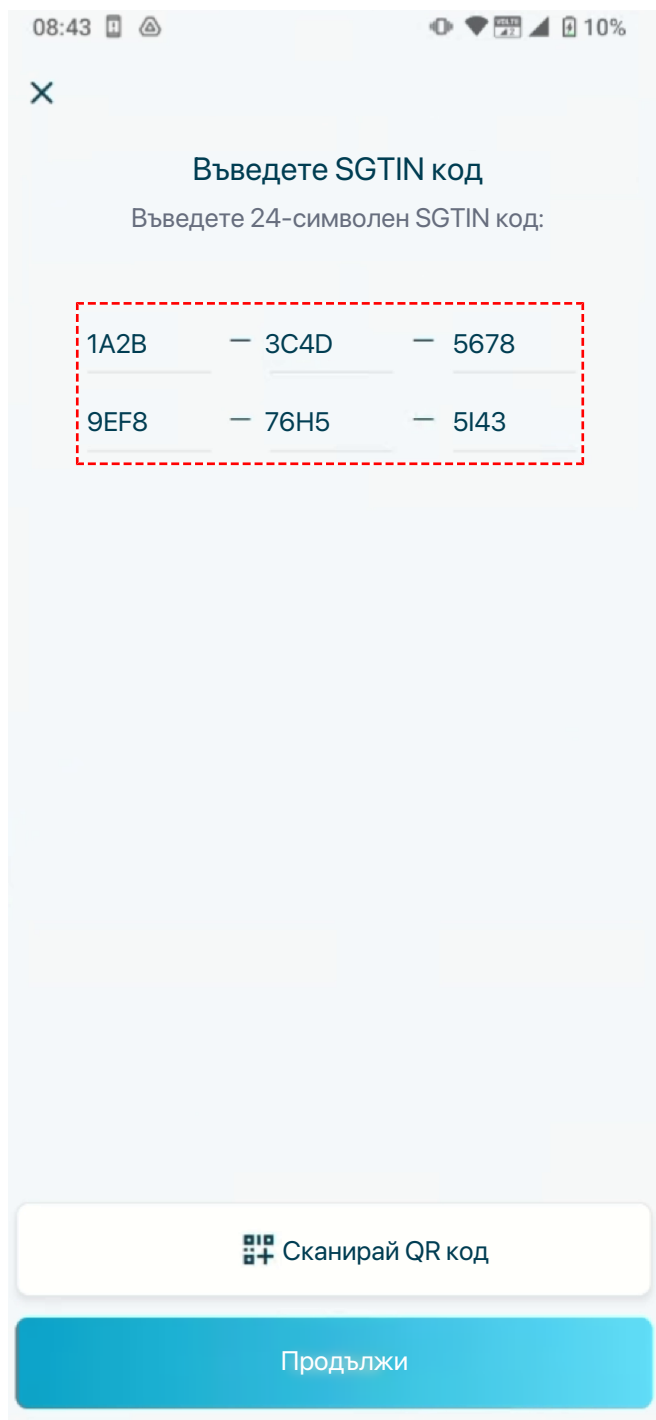 08:43 10%
Въведете SGTIN код
Въведете 24-символен SGTIN код:
1A2B — 3C4D — 5678
9EF8 — 76H5 — 5I43
Сканирай QR код
Продължи